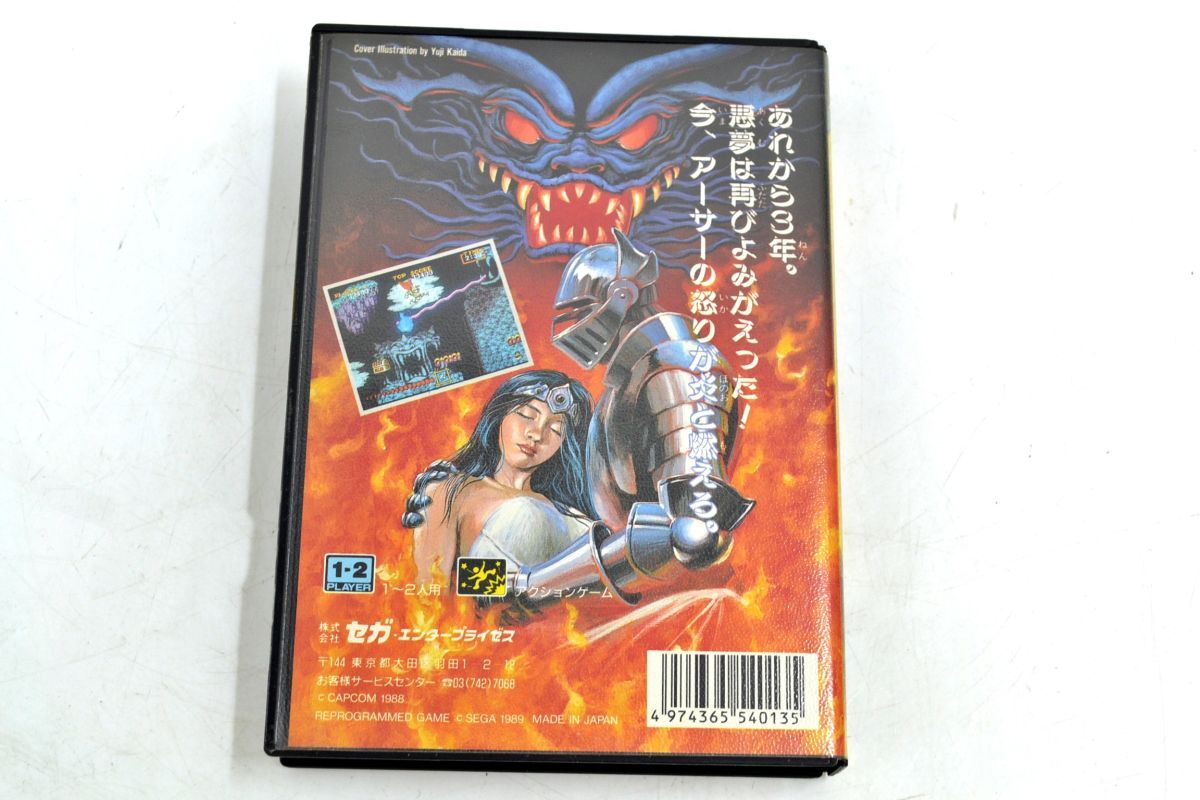 Cover Illustration by Yuji Kaida
あれから3年。
悪夢は再びよみがえった!
今、アーサーの怒りが炎と燃える。
TOP SCORE
1-2
PLAYER
1～2人用
アクションゲーム
株式会社 セガ・エンタープライゼス
〒144 東京都大田区羽田1-2-12
お客様サービスセンター ☎03(742)7068
© CAPCOM 1988
REPROGRAMMED GAME © SEGA 1989 MADE IN JAPAN
4 974365 540135